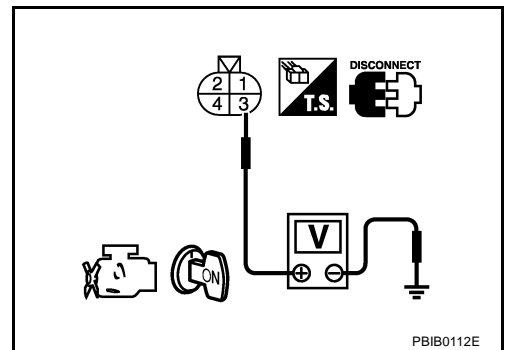 DISCONNECT
2 1
4 3
T.S.
V
ON
+ −
PBIB0112E